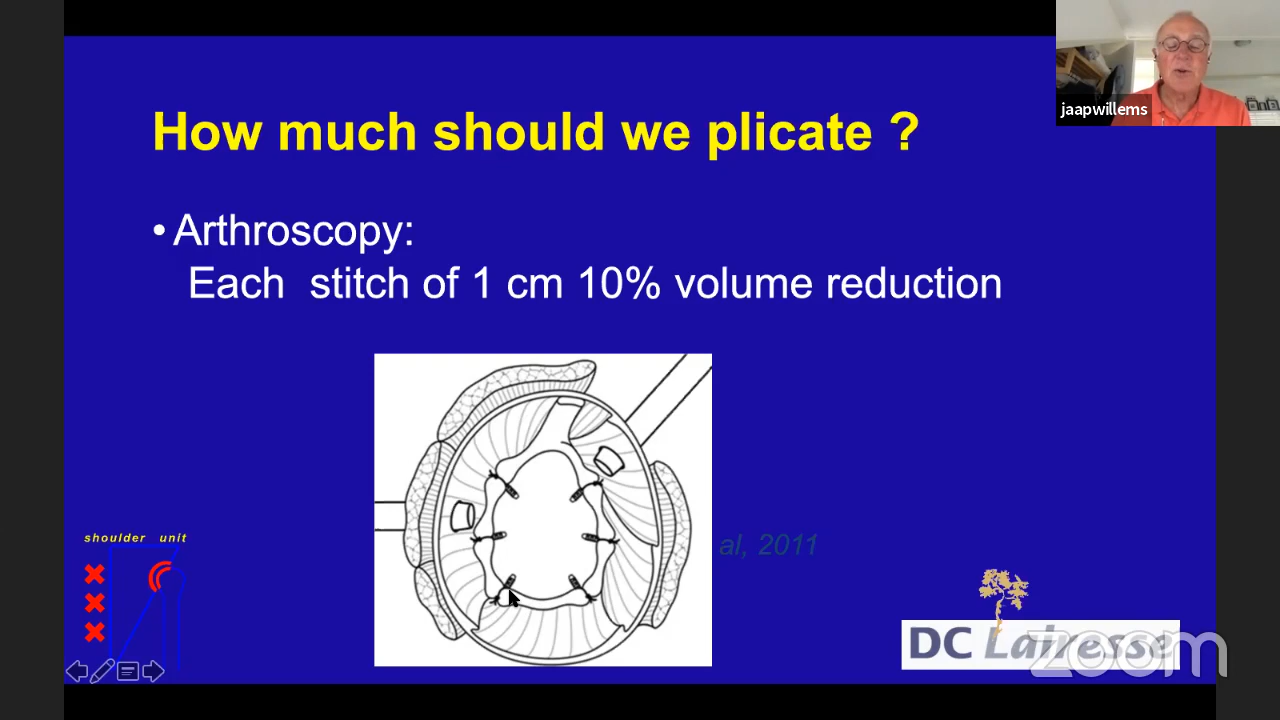 jaapwillems
How much should we plicate ?
• Arthroscopy:
Each stitch of 1 cm 10% volume reduction
al, 2011
shoulder unit
DC Lairesse
zoom